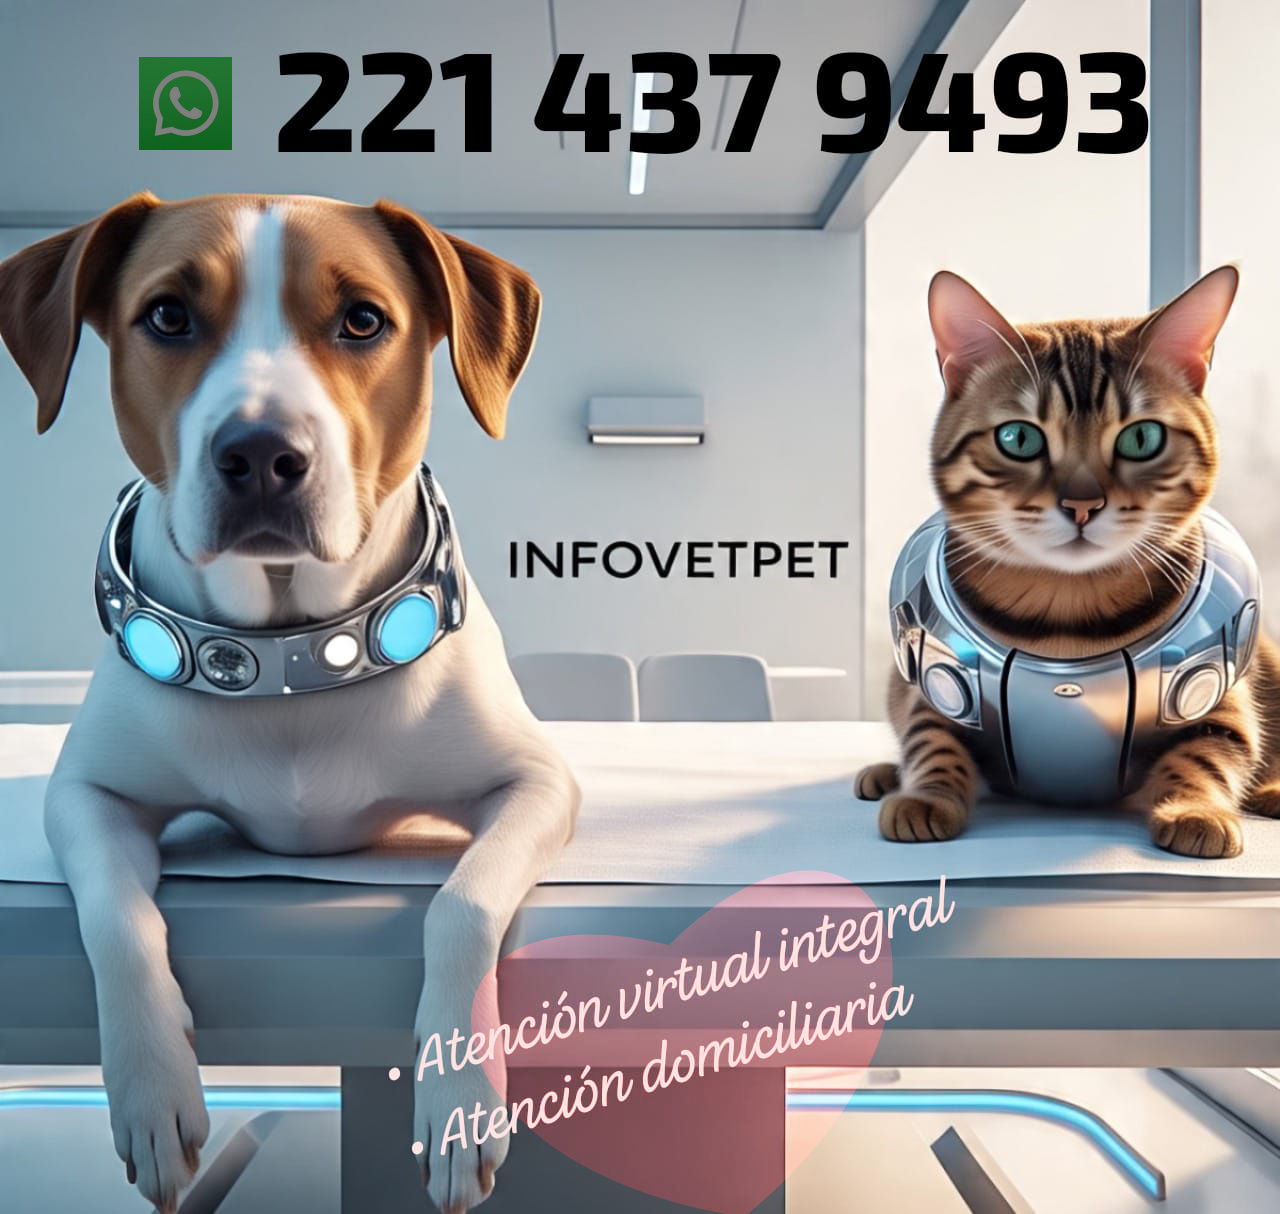 221 437 9493
INFOVETPET
• Atención virtual integral
• Atención domiciliaria